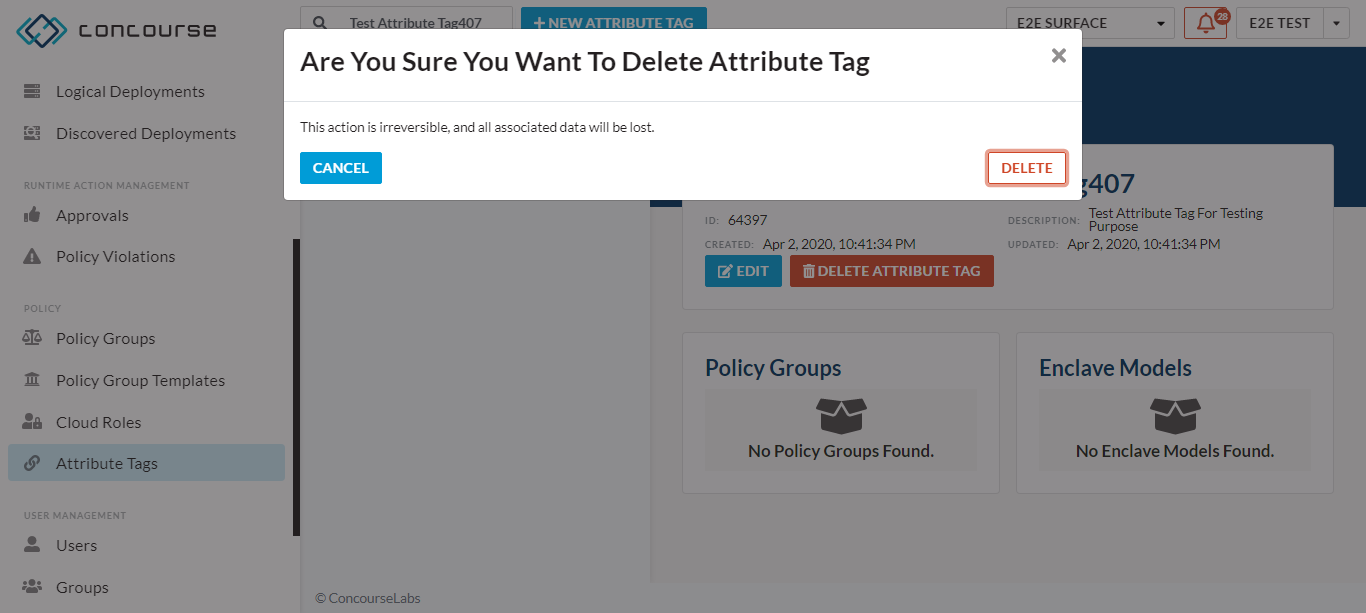 concourse
Test Attribute Tag407
+ NEW ATTRIBUTE TAG
E2E SURFACE
28
E2E TEST
Are You Sure You Want To Delete Attribute Tag
This action is irreversible, and all associated data will be lost.
CANCEL
DELETE
Logical Deployments
Discovered Deployments
RUNTIME ACTION MANAGEMENT
Approvals
Policy Violations
POLICY
Policy Groups
Policy Group Templates
Cloud Roles
Attribute Tags
USER MANAGEMENT
Users
Groups
g407
ID: 64397
DESCRIPTION: Test Attribute Tag For Testing
Purpose
CREATED: Apr 2, 2020, 10:41:34 PM
UPDATED: Apr 2, 2020, 10:41:34 PM
EDIT
DELETE ATTRIBUTE TAG
Policy Groups
No Policy Groups Found.
Enclave Models
No Enclave Models Found.
© ConcourseLabs